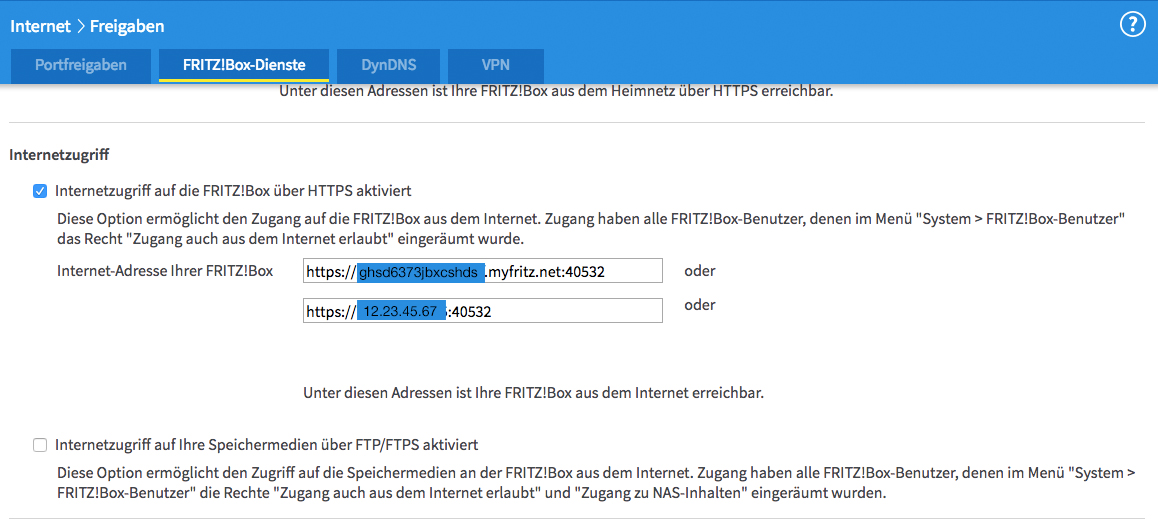 Internet > Freigaben
?
Portfreigaben FRITZ!Box-Dienste DynDNS VPN
Unter diesen Adressen ist Ihre FRITZ!Box aus dem Heimnetz über HTTPS erreichbar.
Internetzugriff
Internetzugriff auf die FRITZ!Box über HTTPS aktiviert
Diese Option ermöglicht den Zugang auf die FRITZ!Box aus dem Internet. Zugang haben alle FRITZ!Box-Benutzer, denen im Menü "System > FRITZ!Box-Benutzer"
das Recht "Zugang auch aus dem Internet erlaubt" eingeräumt wurde.
Internet-Adresse Ihrer FRITZ!Box https://ghsd6373jbxcshds.myfritz.net:40532 oder
https://12.23.45.67:40532 oder
Unter diesen Adressen ist Ihre FRITZ!Box aus dem Internet erreichbar.
Internetzugriff auf Ihre Speichermedien über FTP/FTPS aktiviert
Diese Option ermöglicht den Zugriff auf die Speichermedien an der FRITZ!Box aus dem Internet. Zugang haben alle FRITZ!Box-Benutzer, denen im Menü "System >
FRITZ!Box-Benutzer" die Rechte "Zugang auch aus dem Internet erlaubt" und "Zugang zu NAS-Inhalten" eingeräumt wurden.